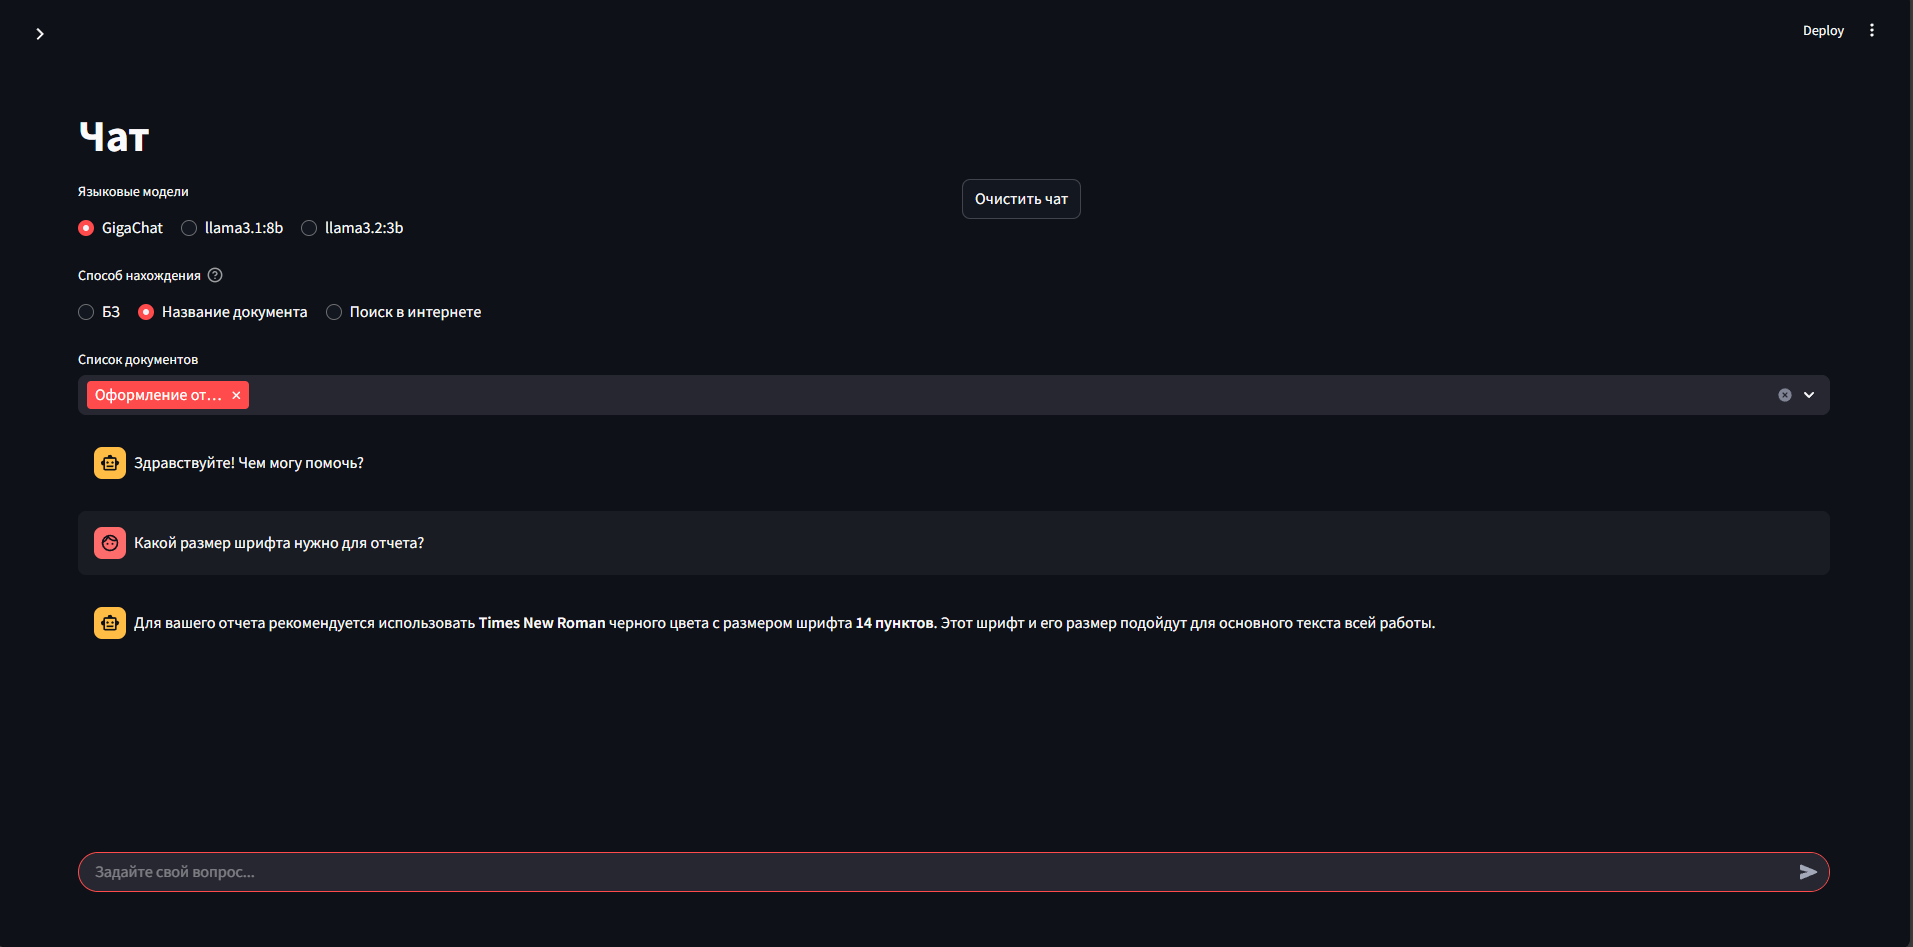 Deploy
Чат
Языковые модели
Очистить чат
GigaChat llama3.1:8b llama3.2:3b
Способ нахождения
БЗ Название документа Поиск в интернете
Список документов
Оформление от...
Здравствуйте! Чем могу помочь?
Какой размер шрифта нужно для отчета?
Для вашего отчета рекомендуется использовать Times New Roman черного цвета с размером шрифта 14 пунктов. Этот шрифт и его размер подойдут для основного текста всей работы.
Задайте свой вопрос...